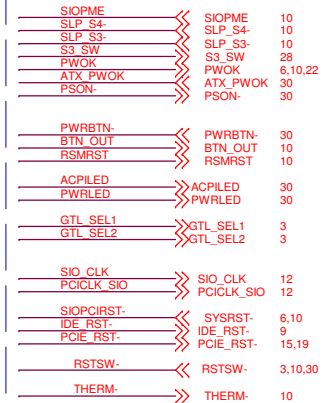 SIOPME SIOPME 10
SLP_S4- SLP_S4- 10
SLP_S3- SLP_S3- 10
S3_SW S3_SW 28
PWOK PWOK 6,10,22
ATX_PWOK ATX_PWOK 30
PSON- PSON- 30
PWRBTN- PWRBTN- 30
BTN_OUT BTN_OUT 10
RSMRST RSMRST 10
ACPILED ACPILED 30
PWRLED PWRLED 30
GTL_SEL1 GTL_SEL1 3
GTL_SEL2 GTL_SEL2 3
SIO_CLK SIO_CLK 12
PCICLK_SIO PCICLK_SIO 12
SIOPCIRST- SYSRST- 6,10
IDE_RST- IDE_RST- 9
PCIE_RST- PCIE_RST- 15,19
RSTSW- RSTSW- 3,10,30
THERM- THERM- 10